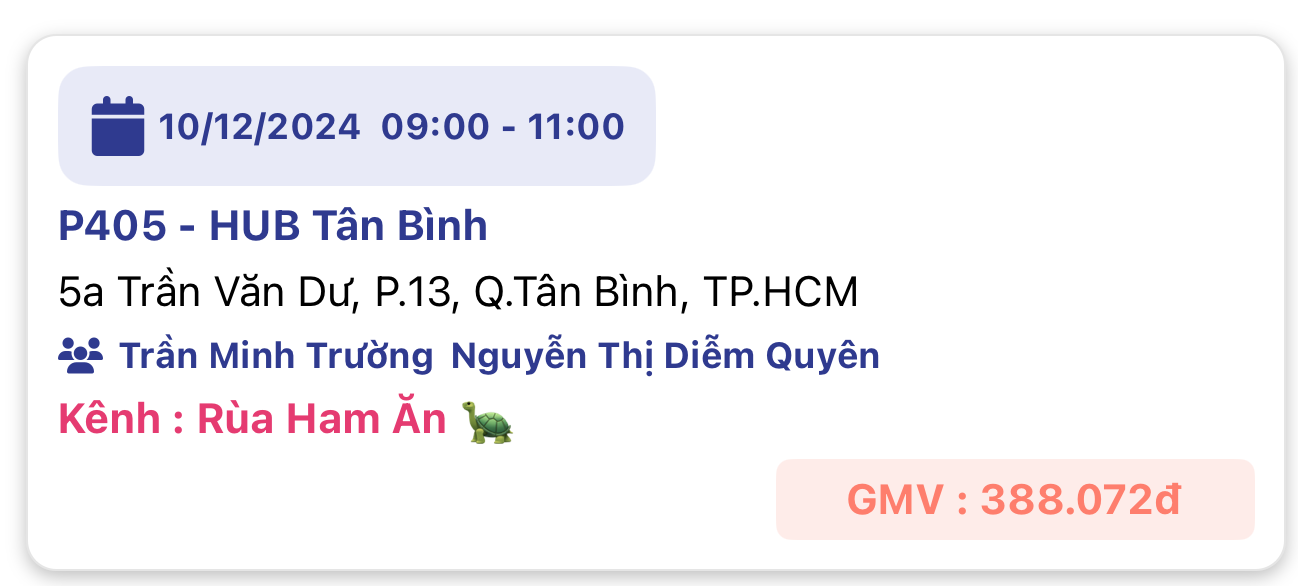 10/12/2024 09:00 - 11:00
P405 - HUB Tân Bình
5a Trần Văn Dư, P.13, Q.Tân Bình, TP.HCM
Trần Minh Trường Nguyễn Thị Diễm Quyên
Kênh : Rùa Ham Ăn 🐢
GMV : 388.072đ